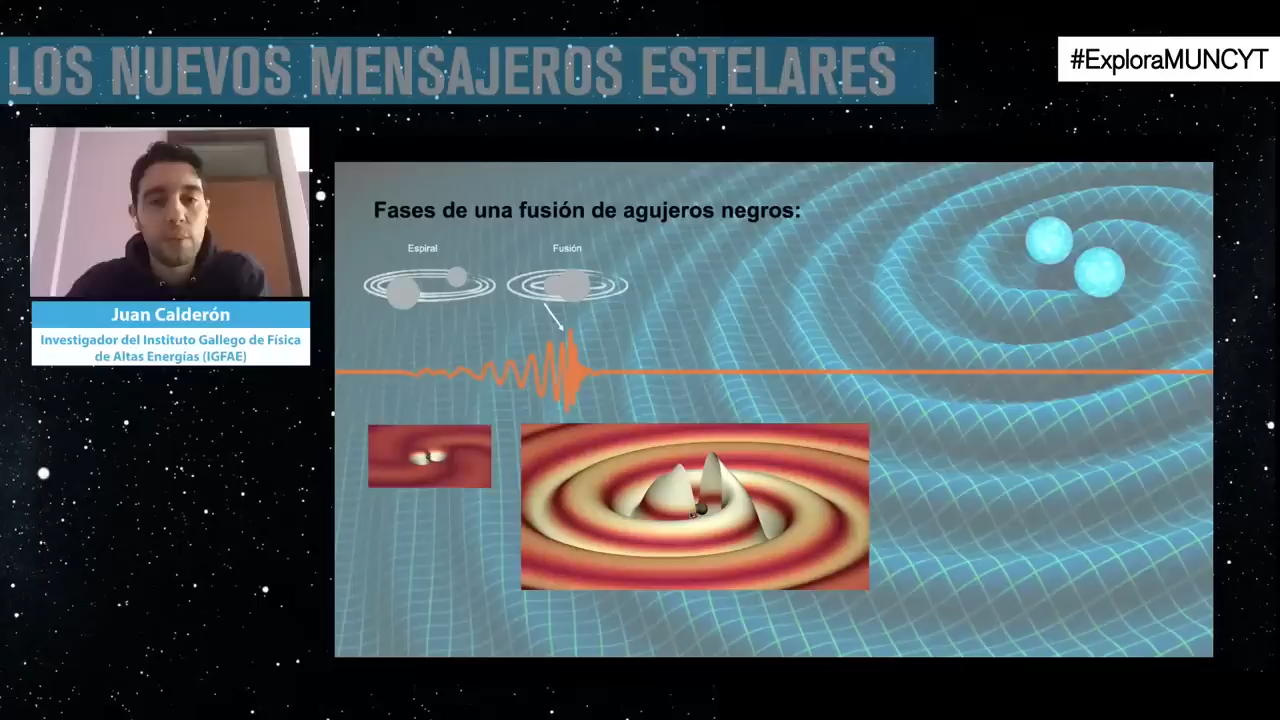 LOS NUEVOS MENSAJEROS ESTELARES
#ExploraMUNCYT
Juan Calderón
Investigador del Instituto Gallego de Física
de Altas Energías (IGFAE)
Fases de una fusión de agujeros negros:
Espiral
Fusión